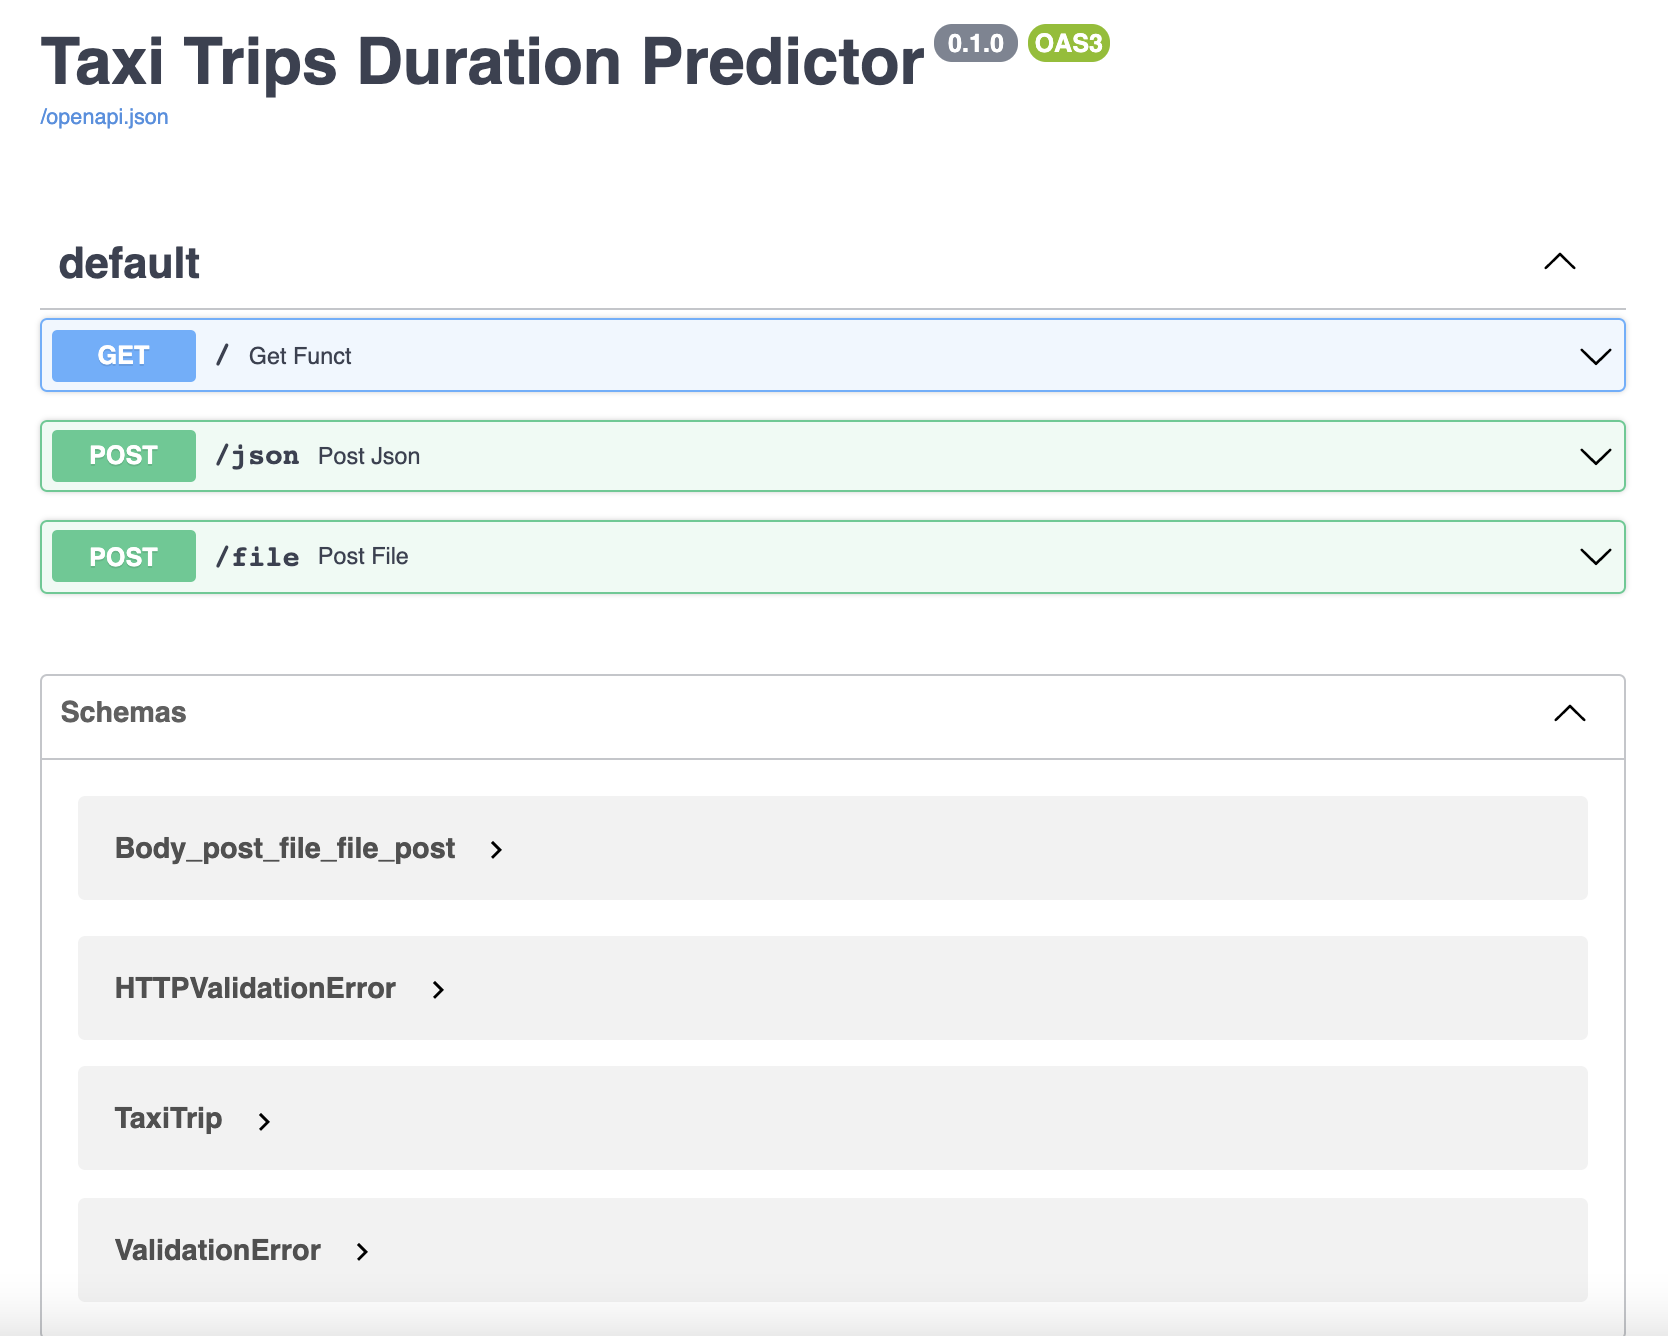 Taxi Trips Duration Predictor 0.1.0 OAS3
/openapi.json
default
GET / Get Funct
POST /json Post Json
POST /file Post File
Schemas
Body_post_file_file_post
HTTPValidationError
TaxiTrip
ValidationError